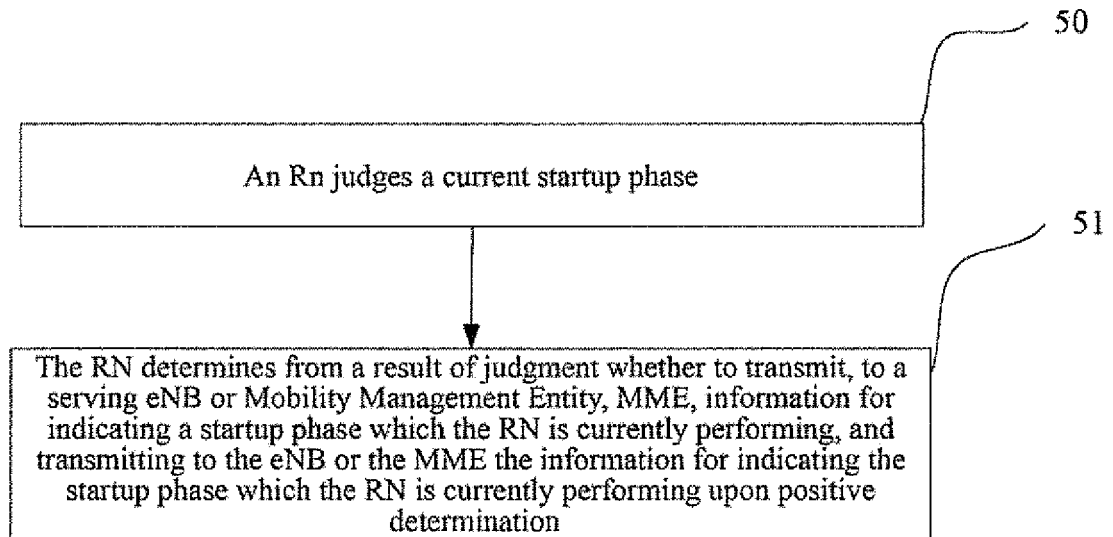 50
An Rn judges a current startup phase
51
The RN determines from a result of judgment whether to transmit, to a
serving eNB or Mobility Management Entity, MME, information for
indicating a startup phase which the RN is currently performing, and
transmitting to the eNB or the MME the information for indicating the
startup phase which the RN is currently performing upon positive
determination